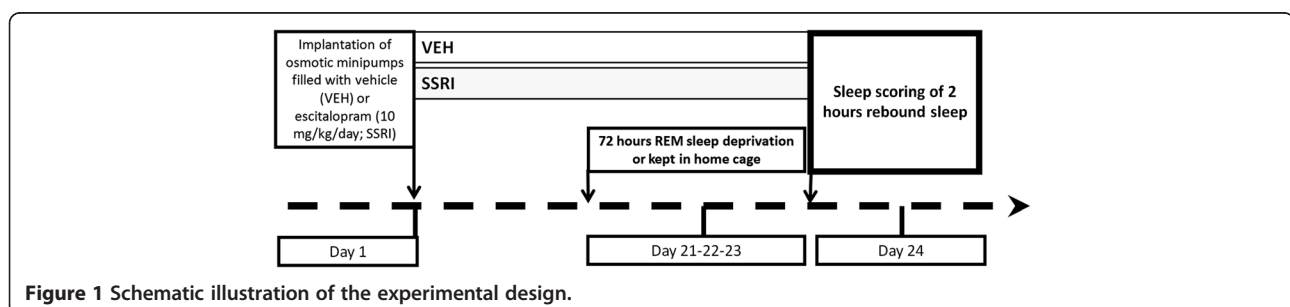 Implantation of
osmotic minipumps
filled with vehicle
(VEH) or
escitalopram (10
mg/kg/day; SSRI)
VEH
SSRI
72 hours REM sleep deprivation
or kept in home cage
Sleep scoring of 2
hours rebound sleep
Day 1
Day 21-22-23
Day 24
Figure 1 Schematic illustration of the experimental design.